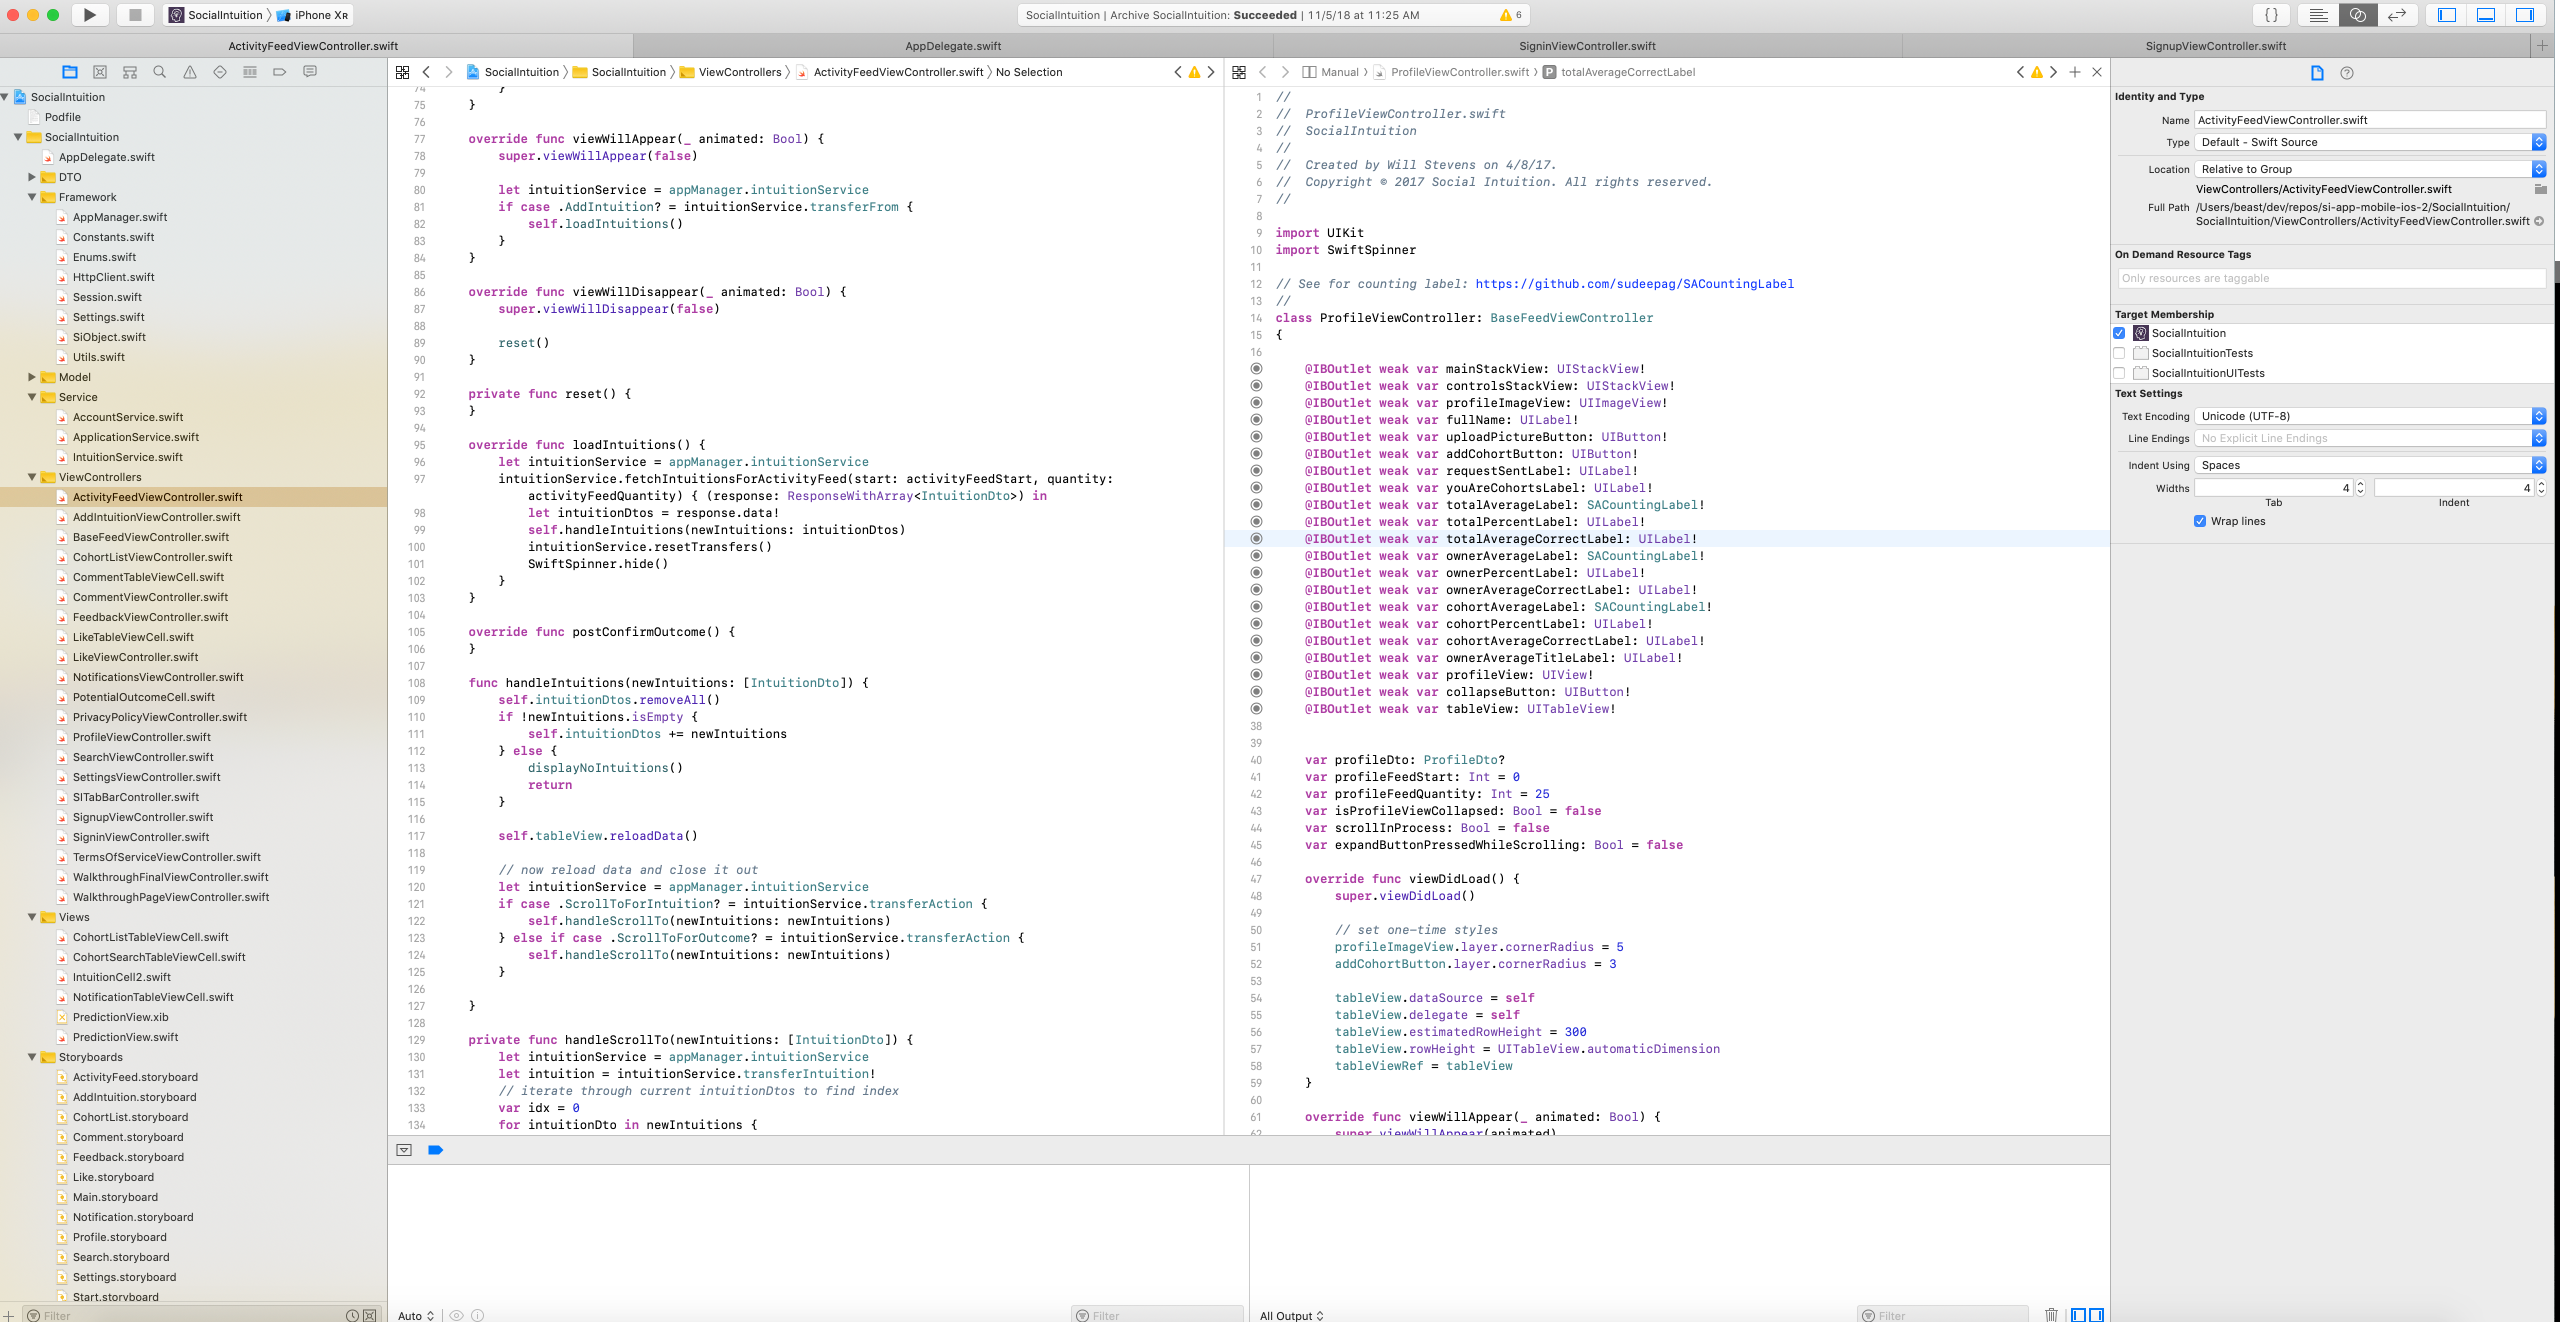 SocialIntuition
iPhone XR
SocialIntuition | Archive SocialIntuition: Succeeded | 11/5/18 at 11:25 AM
6
{ }
ActivityFeedViewController.swift
AppDelegate.swift
SigninViewController.swift
SignupViewController.swift
SocialIntuition
Podfile
SocialIntuition
AppDelegate.swift
DTO
Framework
AppManager.swift
Constants.swift
Enums.swift
HttpClient.swift
Session.swift
Settings.swift
SiObject.swift
Utils.swift
Model
Service
AccountService.swift
ApplicationService.swift
IntuitionService.swift
ViewControllers
ActivityFeedViewController.swift
AddIntuitionViewController.swift
BaseFeedViewController.swift
CohortListViewController.swift
CommentTableViewCell.swift
CommentViewController.swift
FeedbackViewController.swift
LikeTableViewCell.swift
LikeViewController.swift
NotificationsViewController.swift
PotentialOutcomeCell.swift
PrivacyPolicyViewController.swift
ProfileViewController.swift
SearchViewController.swift
SettingsViewController.swift
SITabBarController.swift
SignupViewController.swift
SigninViewController.swift
TermsOfServiceViewController.swift
WalkthroughFinalViewController.swift
WalkthroughPageViewController.swift
Views
CohortListTableViewCell.swift
CohortSearchTableViewCell.swift
IntuitionCell2.swift
NotificationTableViewCell.swift
PredictionView.xib
PredictionView.swift
Storyboards
ActivityFeed.storyboard
AddIntuition.storyboard
CohortList.storyboard
Comment.storyboard
Feedback.storyboard
Like.storyboard
Main.storyboard
Notification.storyboard
Profile.storyboard
Search.storyboard
Settings.storyboard
Start.storyboard
Filter
SocialIntuition SocialIntuition ViewControllers ActivityFeedViewController.swift No Selection
74 }
75 }
76
77 override func viewWillAppear(_ animated: Bool) {
78 super.viewWillAppear(false)
79
80 let intuitionService = appManager.intuitionService
81 if case .AddIntuition? = intuitionService.transferFrom {
82 self.loadIntuitions()
83 }
84 }
85
86 override func viewWillDisappear(_ animated: Bool) {
87 super.viewWillDisappear(false)
88
89 reset()
90 }
91
92 private func reset() {
93 }
94
95 override func loadIntuitions() {
96 let intuitionService = appManager.intuitionService
97 intuitionService.fetchIntuitionsForActivityFeed(start: activityFeedStart, quantity:
activityFeedQuantity) { (response: ResponseWithArray<IntuitionDto>) in
98 let intuitionDtos = response.data!
99 self.handleIntuitions(newIntuitions: intuitionDtos)
100 intuitionService.resetTransfers()
101 SwiftSpinner.hide()
102 }
103 }
104
105 override func postConfirmOutcome() {
106 }
107
108 func handleIntuitions(newIntuitions: [IntuitionDto]) {
109 self.intuitionDtos.removeAll()
110 if !newIntuitions.isEmpty {
111 self.intuitionDtos += newIntuitions
112 } else {
113 displayNoIntuitions()
114 return
115 }
116
117 self.tableView.reloadData()
118
119 // now reload data and close it out
120 let intuitionService = appManager.intuitionService
121 if case .ScrollToForIntuition? = intuitionService.transferAction {
122 self.handleScrollTo(newIntuitions: newIntuitions)
123 } else if case .ScrollToForOutcome? = intuitionService.transferAction {
124 self.handleScrollTo(newIntuitions: newIntuitions)
125 }
126
127 }
128
129 private func handleScrollTo(newIntuitions: [IntuitionDto]) {
130 let intuitionService = appManager.intuitionService
131 let intuition = intuitionService.transferIntuition!
132 // iterate through current intuitionDtos to find index
133 var idx = 0
134 for intuitionDto in newIntuitions {
Manual ProfileViewController.swift P totalAverageCorrectLabel
1 //
2 // ProfileViewController.swift
3 // SocialIntuition
4 //
5 // Created by Will Stevens on 4/8/17.
6 // Copyright © 2017 Social Intuition. All rights reserved.
7 //
8
9 import UIKit
10 import SwiftSpinner
11
12 // See for counting label: https://github.com/sudeepag/SACountingLabel
13 //
14 class ProfileViewController: BaseFeedViewController
15 {
16
@IBOutlet weak var mainStackView: UIStackView!
@IBOutlet weak var controlsStackView: UIStackView!
@IBOutlet weak var profileImageView: UIImageView!
@IBOutlet weak var fullName: UILabel!
@IBOutlet weak var uploadPictureButton: UIButton!
@IBOutlet weak var addCohortButton: UIButton!
@IBOutlet weak var requestSentLabel: UILabel!
@IBOutlet weak var youAreCohortsLabel: UILabel!
@IBOutlet weak var totalAverageLabel: SACountingLabel!
@IBOutlet weak var totalPercentLabel: UILabel!
@IBOutlet weak var totalAverageCorrectLabel: UILabel!
@IBOutlet weak var ownerAverageLabel: SACountingLabel!
@IBOutlet weak var ownerPercentLabel: UILabel!
@IBOutlet weak var ownerAverageCorrectLabel: UILabel!
@IBOutlet weak var cohortAverageLabel: SACountingLabel!
@IBOutlet weak var cohortPercentLabel: UILabel!
@IBOutlet weak var cohortAverageCorrectLabel: UILabel!
@IBOutlet weak var ownerAverageTitleLabel: UILabel!
@IBOutlet weak var profileView: UIView!
@IBOutlet weak var collapseButton: UIButton!
@IBOutlet weak var tableView: UITableView!
38
39
40 var profileDto: ProfileDto?
41 var profileFeedStart: Int = 0
42 var profileFeedQuantity: Int = 25
43 var isProfileViewCollapsed: Bool = false
44 var scrollInProcess: Bool = false
45 var expandButtonPressedWhileScrolling: Bool = false
46
47 override func viewDidLoad() {
48 super.viewDidLoad()
49
50 // set one-time styles
51 profileImageView.layer.cornerRadius = 5
52 addCohortButton.layer.cornerRadius = 3
53
54 tableView.dataSource = self
55 tableView.delegate = self
56 tableView.estimatedRowHeight = 300
57 tableView.rowHeight = UITableView.automaticDimension
58 tableViewRef = tableView
59 }
60
61 override func viewWillAppear(_ animated: Bool) {
62 super.viewWillAppear(animated)
Auto
Filter
All Output
Filter
Identity and Type
Name ActivityFeedViewController.swift
Type Default - Swift Source
Location Relative to Group
ViewControllers/ActivityFeedViewController.swift
Full Path /Users/beast/dev/repos/si-app-mobile-ios-2/SocialIntuition/
SocialIntuition/ViewControllers/ActivityFeedViewController.swift
On Demand Resource Tags
Only resources are taggable
Target Membership
SocialIntuition
SocialIntuitionTests
SocialIntuitionUITests
Text Settings
Text Encoding Unicode (UTF-8)
Line Endings No Explicit Line Endings
Indent Using Spaces
Widths 4 4
Tab Indent
Wrap lines